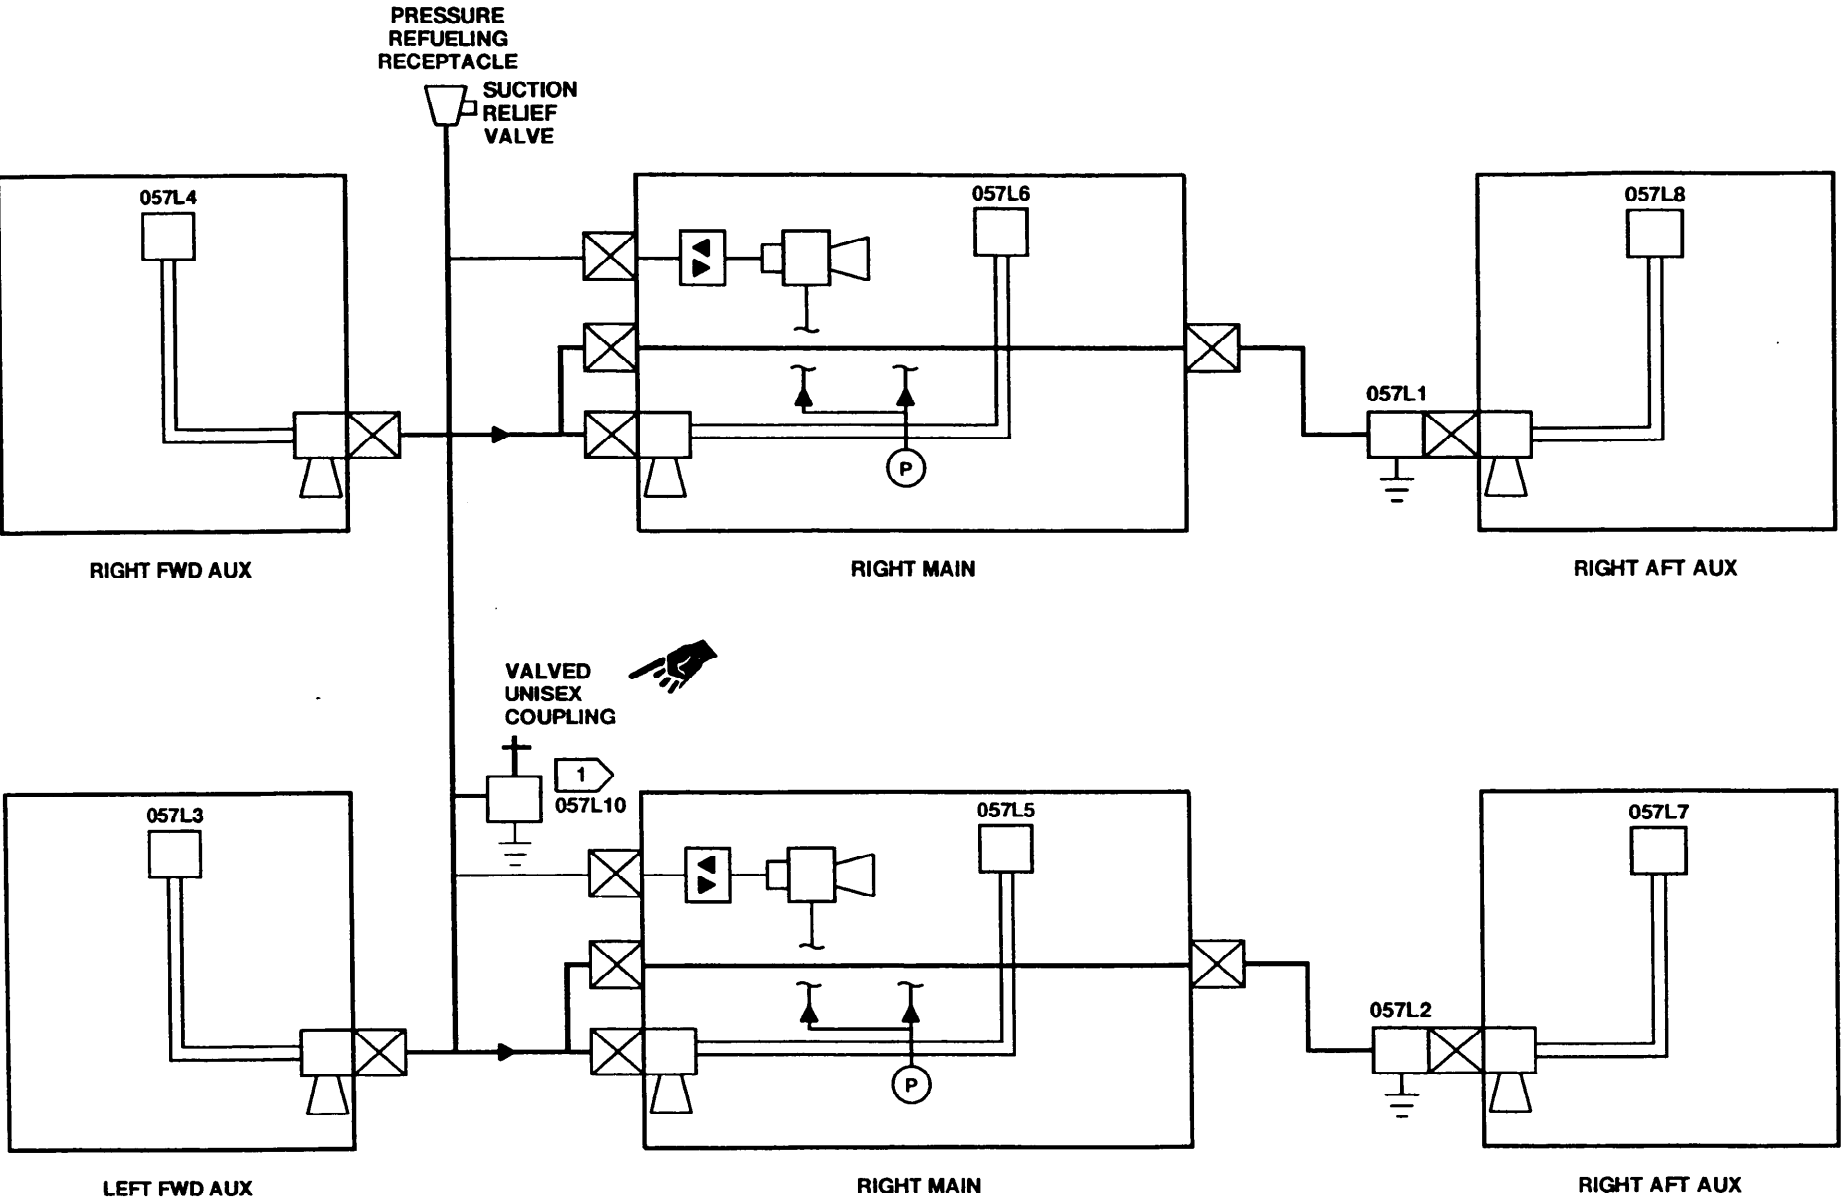 PRESSURE
REFUELING
RECEPTACLE
SUCTION
RELIEF
VALVE
057L4
057L6
057L8
057L1
P
RIGHT FWD AUX
RIGHT MAIN
RIGHT AFT AUX
VALVED
UNISEX
COUPLING
1
057L10
057L3
057L5
057L7
057L2
P
LEFT FWD AUX
RIGHT MAIN
RIGHT AFT AUX